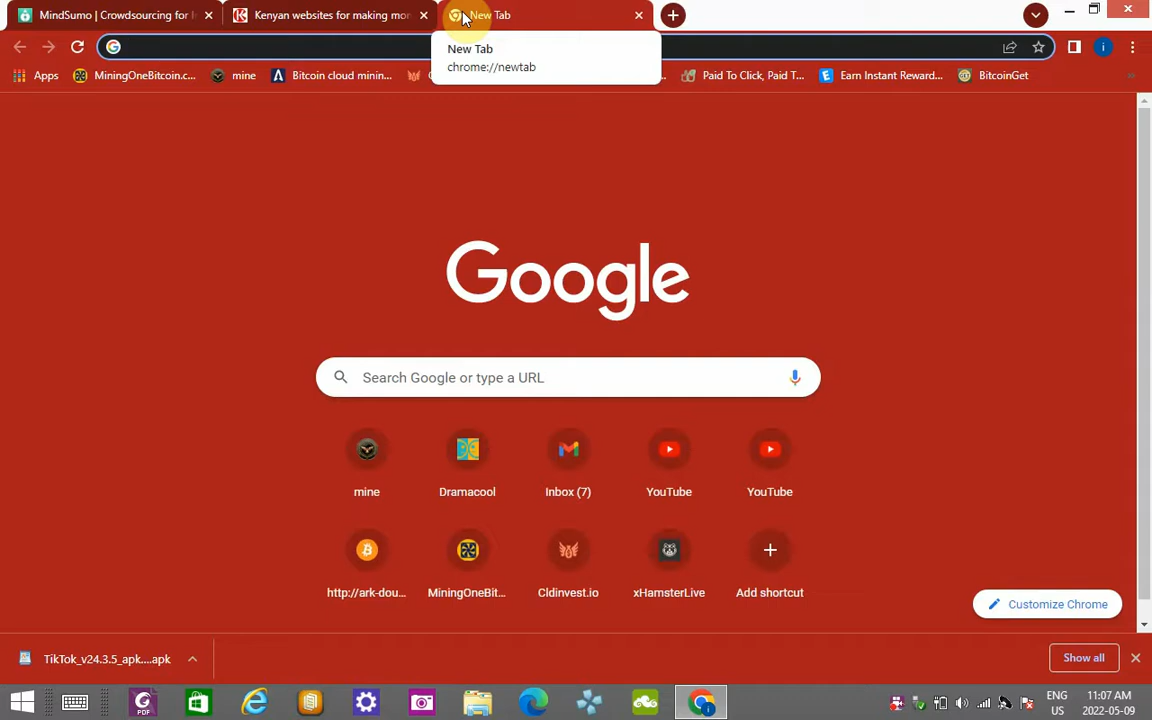 MindSumo | Crowdsourcing for
Kenyan websites for making mon
New Tab
New Tab
chrome://newtab
Apps
MiningOneBitcoin.c...
mine
Bitcoin cloud minin...
Paid To Click, Paid T...
Earn Instant Reward...
BitcoinGet
Google
Search Google or type a URL
mine
Dramacool
Inbox (7)
YouTube
YouTube
http://ark-dou...
MiningOneBit...
Cldinvest.io
xHamsterLive
Add shortcut
Customize Chrome
TikTok_v24.3.5_apk....apk
Show all
ENG
US
11:07 AM
2022-05-09